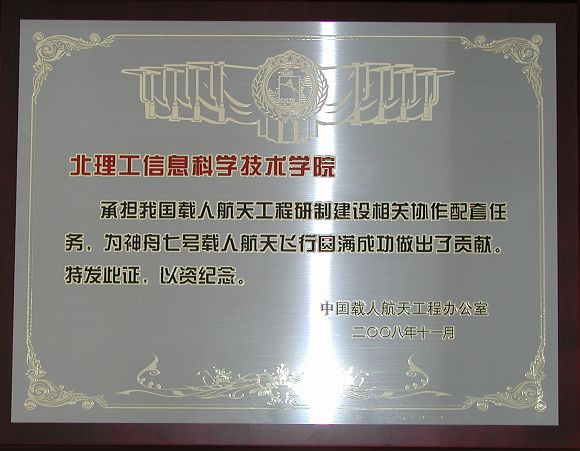 北理工信息科学技术学院
承担我国载人航天工程研制建设相关协作配套任
务，为神舟七号载人航天飞行圆满成功做出了贡献。
特发此证，以资纪念。
中国载人航天工程办公室
二〇〇八年十一月